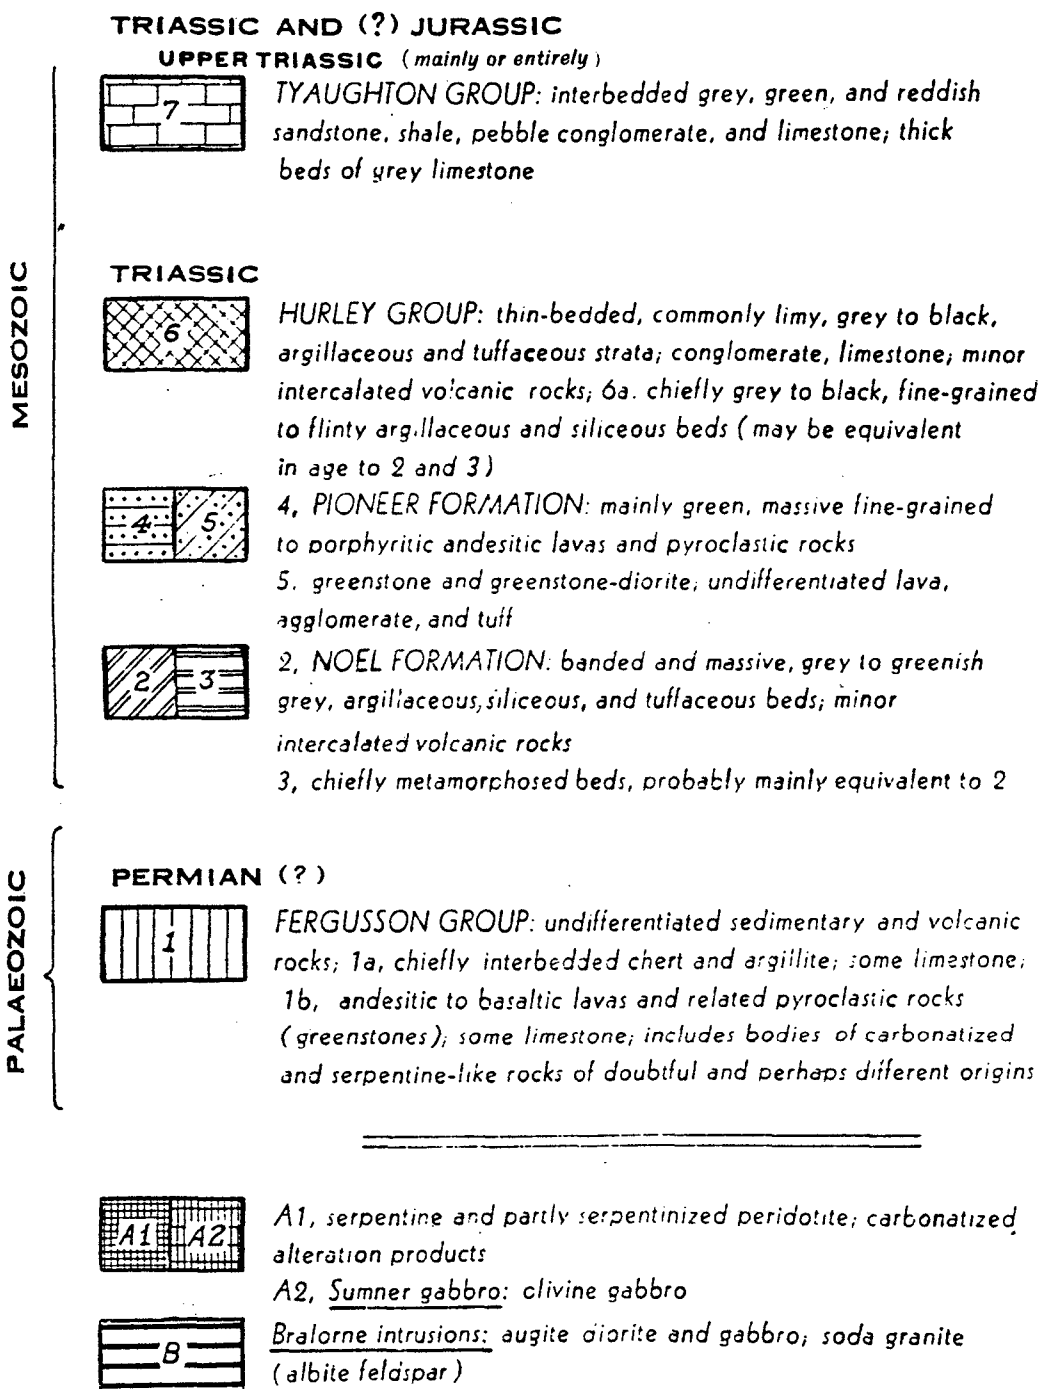 TRIASSIC AND (?) JURASSIC
UPPER TRIASSIC (mainly or entirely)
7
TYAUGHTON GROUP: interbedded grey, green, and reddish
sandstone, shale, pebble conglomerate, and limestone; thick
beds of grey limestone
MESOZOIC
TRIASSIC
6
HURLEY GROUP: thin-bedded, commonly limy, grey to black,
argillaceous and tuffaceous strata; conglomerate, limestone; minor
intercalated volcanic rocks; 6a. chiefly grey to black, fine-grained
to flinty argillaceous and siliceous beds (may be equivalent
in age to 2 and 3)
4 5
4, PIONEER FORMATION: mainly green, massive fine-grained
to porphyritic andesitic lavas and pyroclastic rocks
5. greenstone and greenstone-diorite; undifferentiated lava,
agglomerate, and tuff
2 3
2, NOEL FORMATION: banded and massive, grey to greenish
grey, argillaceous, siliceous, and tuffaceous beds; minor
intercalated volcanic rocks
3, chiefly metamorphosed beds, probably mainly equivalent to 2
PALAEOZOIC
PERMIAN (?)
1
FERGUSSON GROUP: undifferentiated sedimentary and volcanic
rocks; 1a, chiefly interbedded chert and argillite; some limestone;
1b, andesitic to basaltic lavas and related pyroclastic rocks
(greenstones); some limestone; includes bodies of carbonatized
and serpentine-like rocks of doubtful and perhaps different origins
A1 A2
A1, serpentine and partly serpentinized peridotite; carbonatized
alteration products
A2, Sumner gabbro: olivine gabbro
B
Bralorne intrusions: augite diorite and gabbro; soda granite
(albite feldspar)